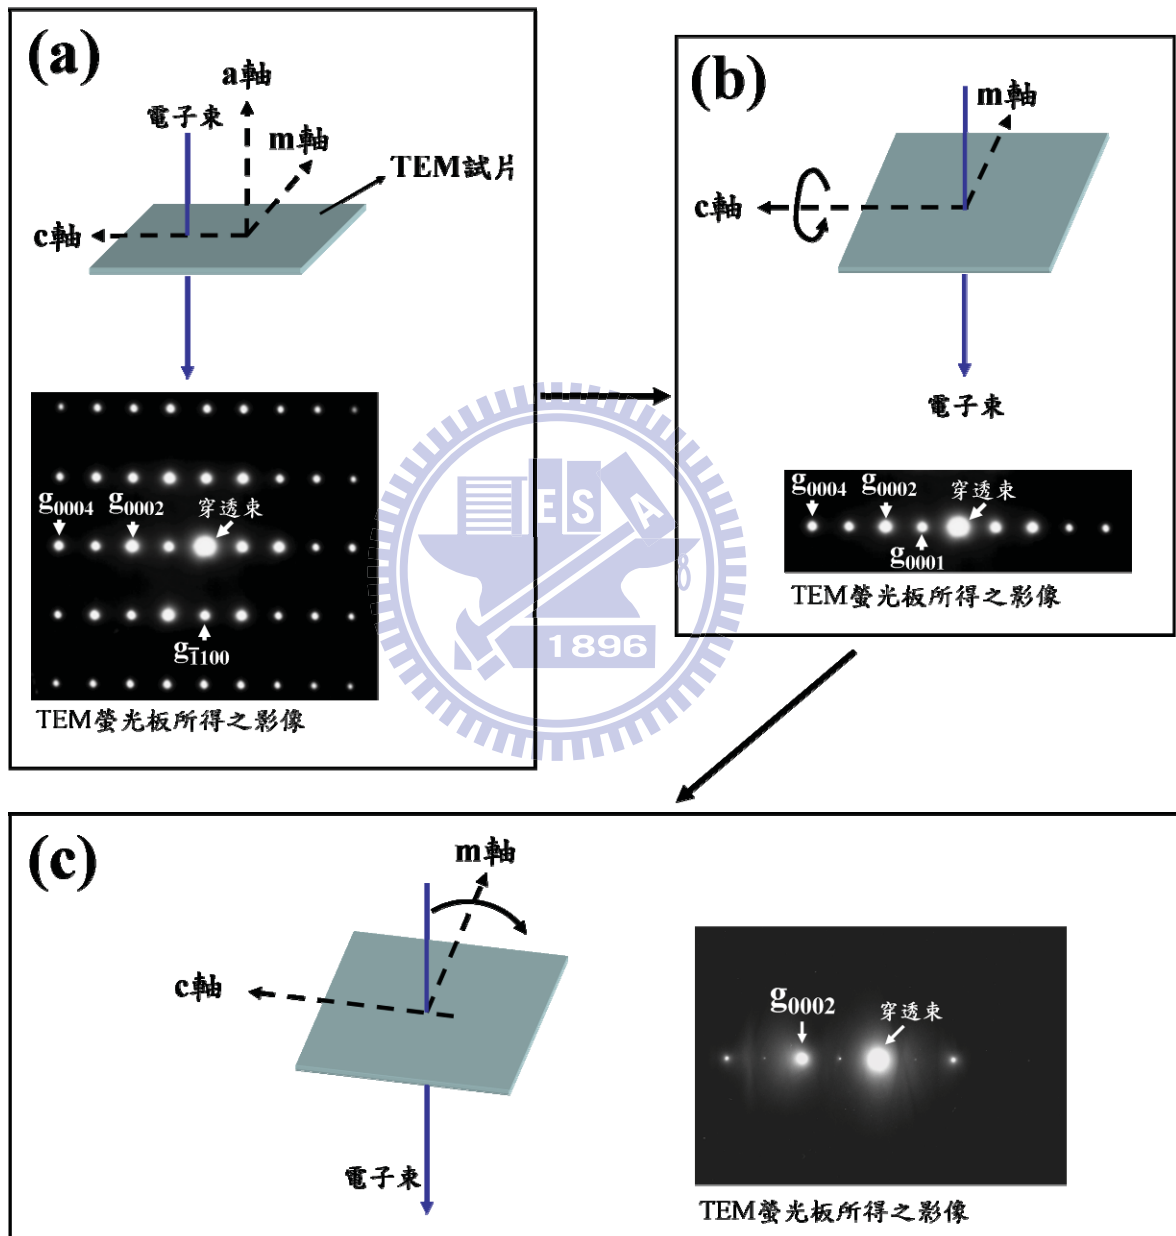 (a)
a軸
電子束
m軸
TEM試片
c軸
g0004
g0002
穿透束
g1̄100
TEM螢光板所得之影像
(b)
m軸
c軸
電子束
g0004
g0002
穿透束
g0001
TEM螢光板所得之影像
ESA
8
1896
(c)
m軸
c軸
電子束
g0002
穿透束
TEM螢光板所得之影像